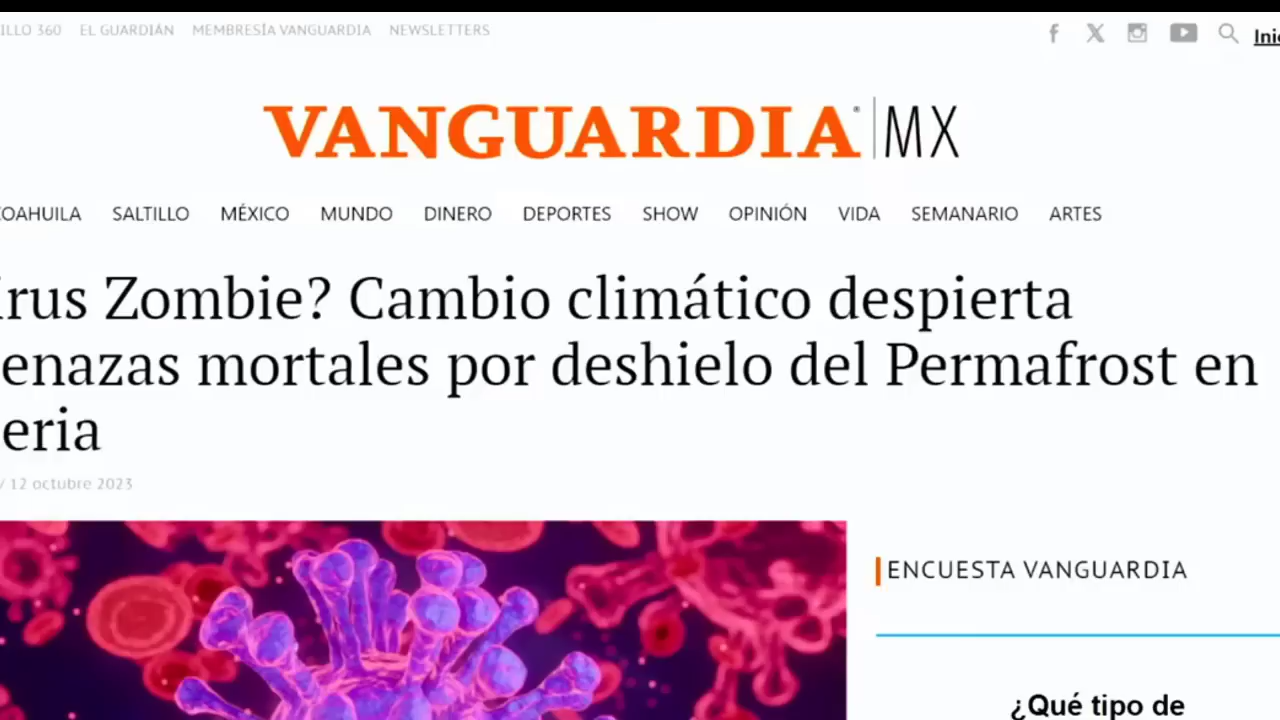 ILLO 360 EL GUARDIÁN MEMBRESÍA VANGUARDIA NEWSLETTERS
Inic
VANGUARDIA MX
COAHUILA SALTILLO MÉXICO MUNDO DINERO DEPORTES SHOW OPINIÓN VIDA SEMANARIO ARTES
irus Zombie? Cambio climático despierta
enazas mortales por deshielo del Permafrost en
eria
/ 12 octubre 2023
ENCUESTA VANGUARDIA
¿Qué tipo de